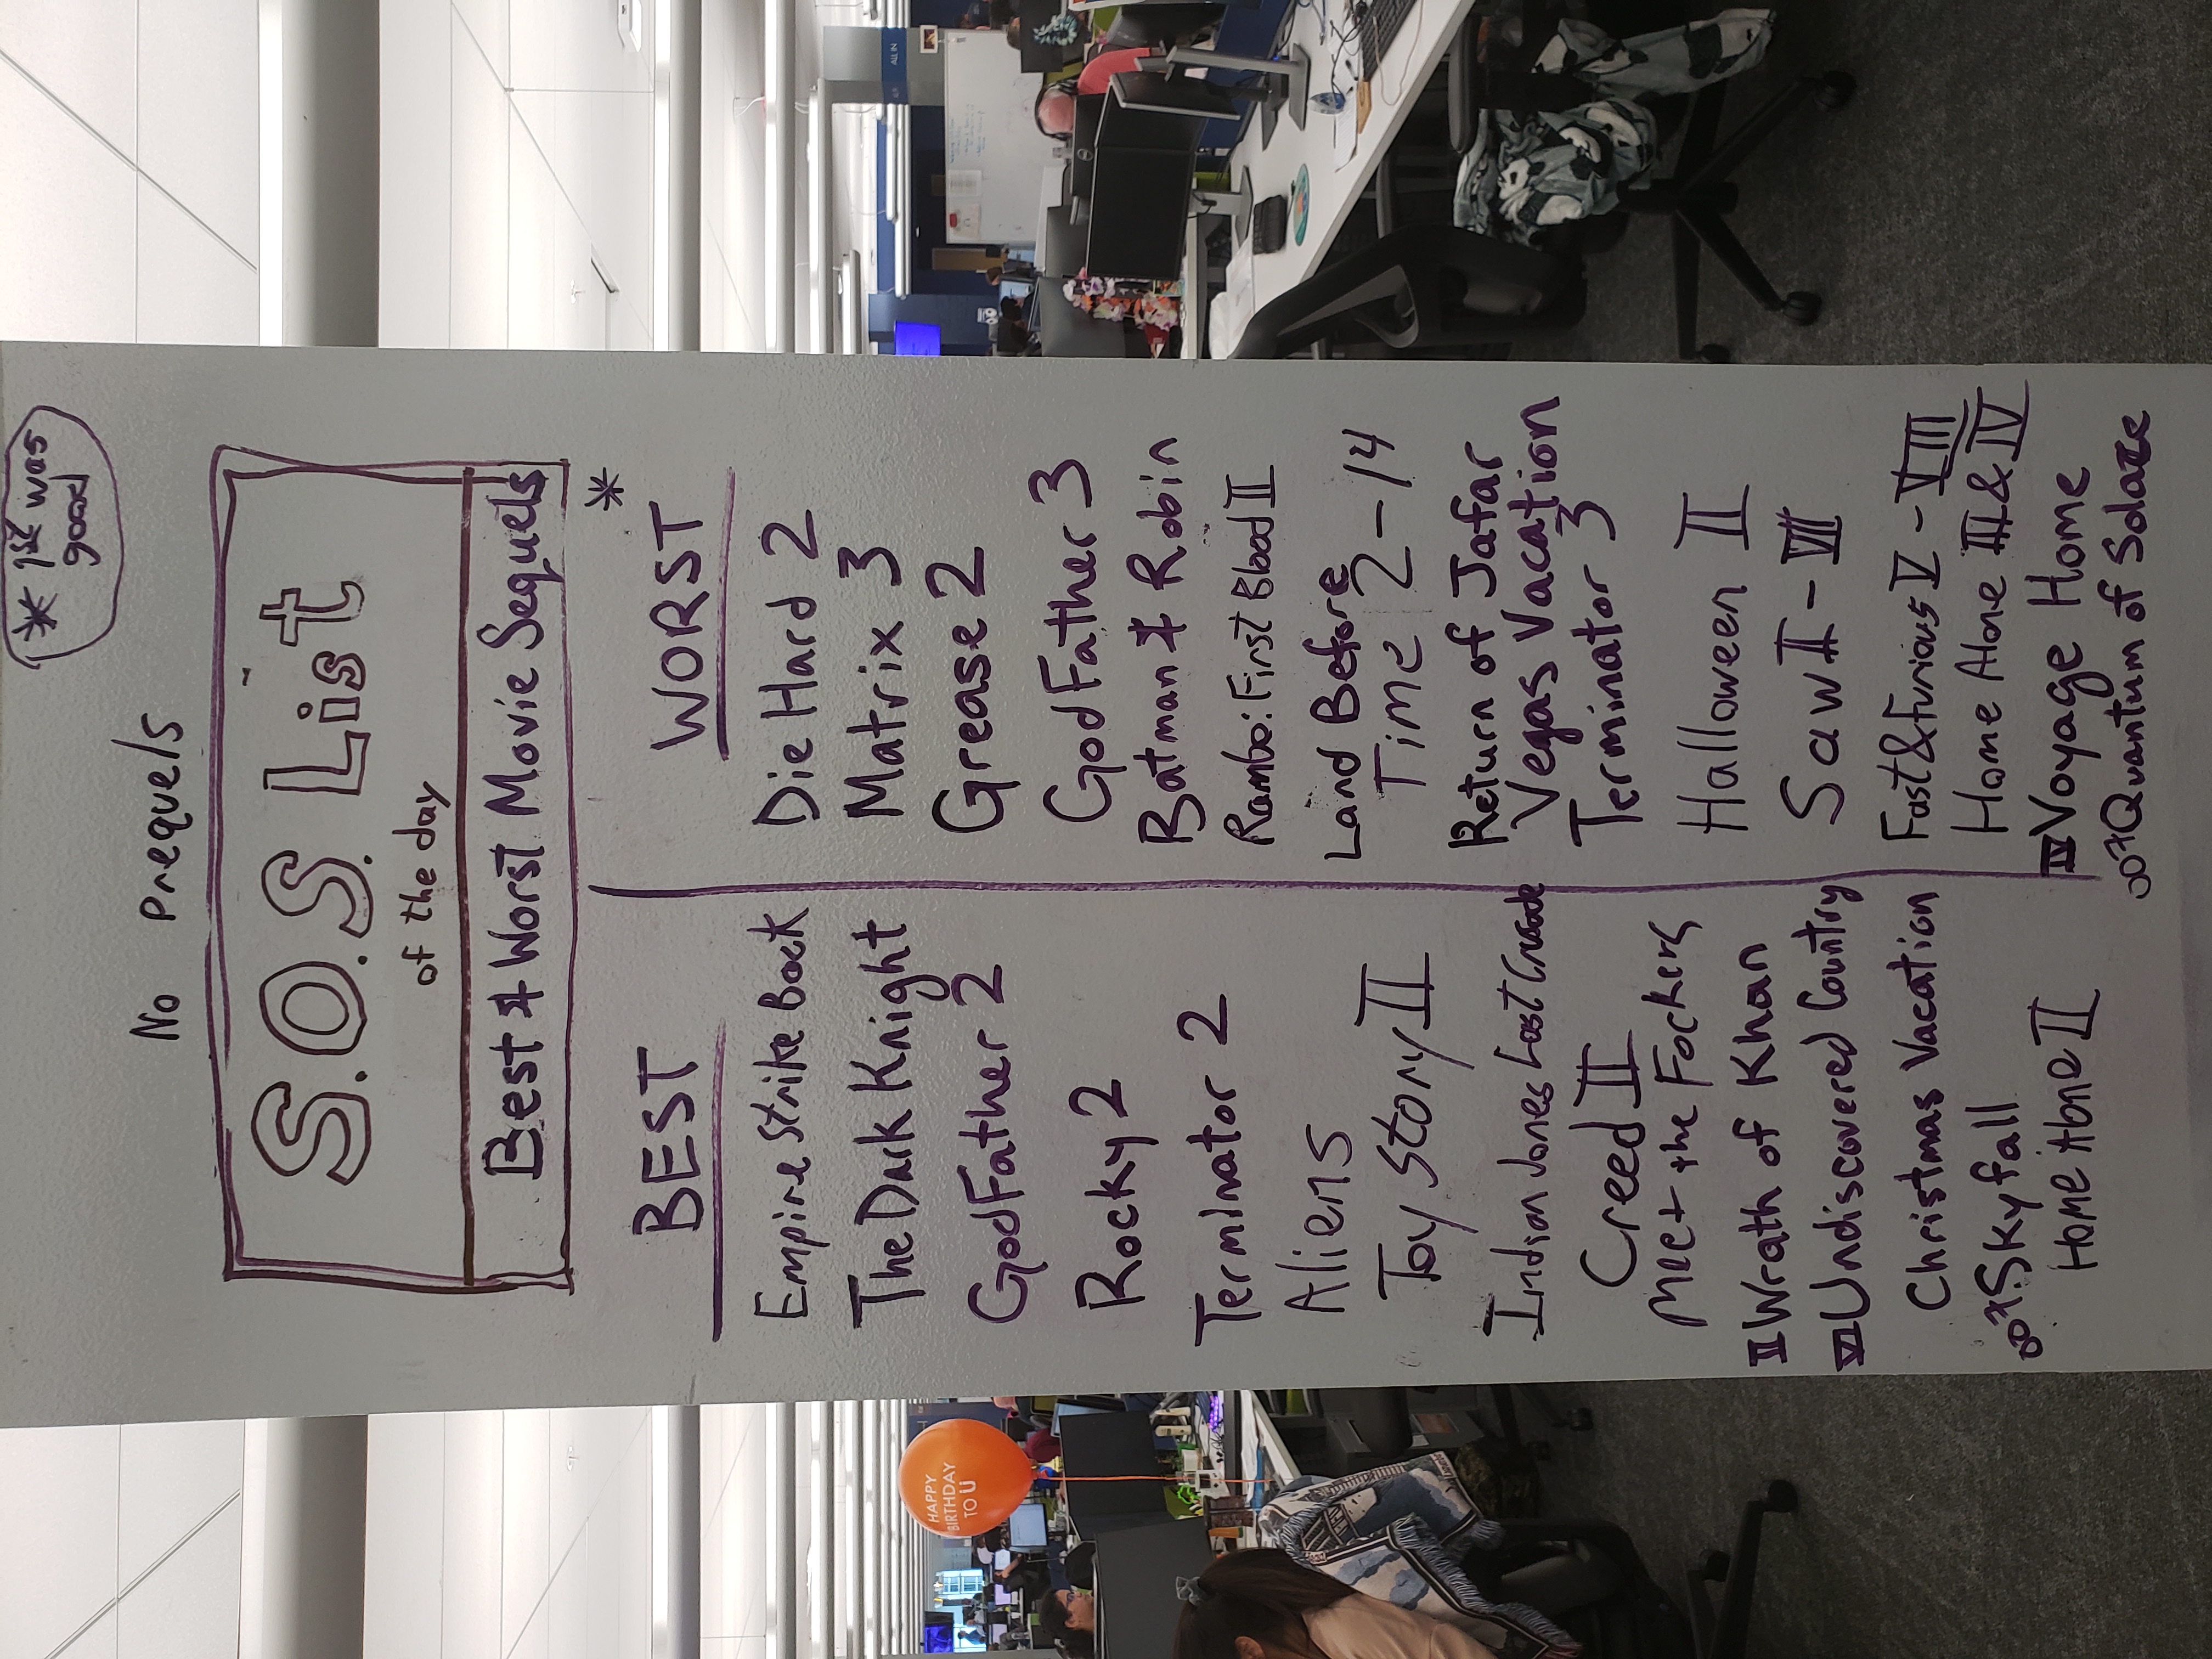 * 1st was
good
No Prequels
S.O.S. List
of the day
Best & Worst Movie Sequels
*
BEST
Empire Strike Back
The Dark Knight
GodFather 2
Rocky 2
Terminator 2
Aliens
Toy Story II
Indian Jones Last Crusade
Creed II
Meet the Fockers
II Wrath of Khan
VI Undiscovered Country
Christmas Vacation
007: Skyfall
Home Alone II
WORST
Die Hard 2
Matrix 3
Grease 2
GodFather 3
Batman & Robin
Rambo: First Blood II
Land Before
Time 2-14
Return of Jafar
Vegas Vacation
Terminator 3
Halloween II
Saw II - VII
Fast & Furious V - VIII
Home Alone III & IV
IV Voyage Home
007 Quantum of Solace
HAPPY
BIRTHDAY
TO U
ALL IN